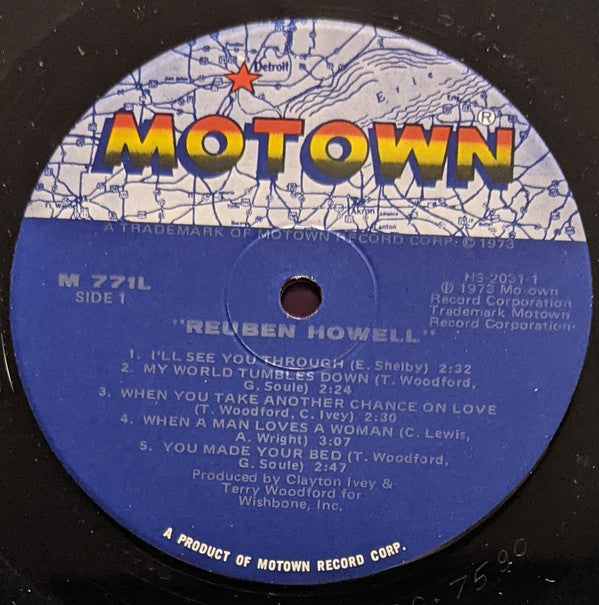 Detroit
Erie
MOTOWN®
Akron
Canton
A TRADEMARK OF MOTOWN RECORD CORP. © 1973
M 771L
SIDE 1
HS-2031-1
℗ 1973 Motown
Record Corporation
Trademark Motown
Record Corporation
"REUBEN HOWELL"
1. I'LL SEE YOU THROUGH (E. Shelby) 2:32
2. MY WORLD TUMBLES DOWN (T. Woodford,
G. Soule) 2:24
3. WHEN YOU TAKE ANOTHER CHANCE ON LOVE
(T. Woodford, C. Ivey) 2:30
4. WHEN A MAN LOVES A WOMAN (C. Lewis,
A. Wright) 3:07
5. YOU MADE YOUR BED (T. Woodford,
G. Soule) 2:47
Produced by Clayton Ivey &
Terry Woodford for
Wishbone, Inc.
A PRODUCT OF MOTOWN RECORD CORP.